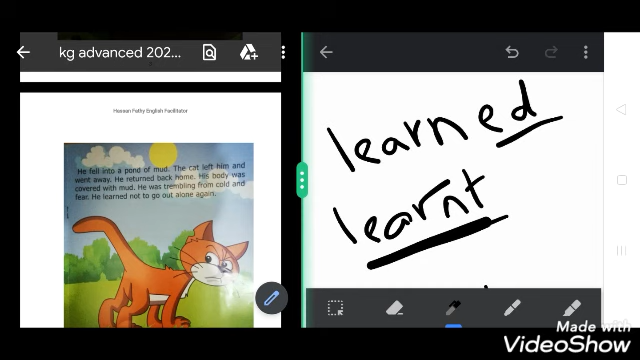 kg advanced 202...
Hassan Fathy English Facilitator
He fell into a pond of mud. The cat left him and
went away. He returned back home. His body was
covered with mud. He was trembling from cold and
fear. He learned not to go out alone again.
learned
learnt
Made with
VideoShow